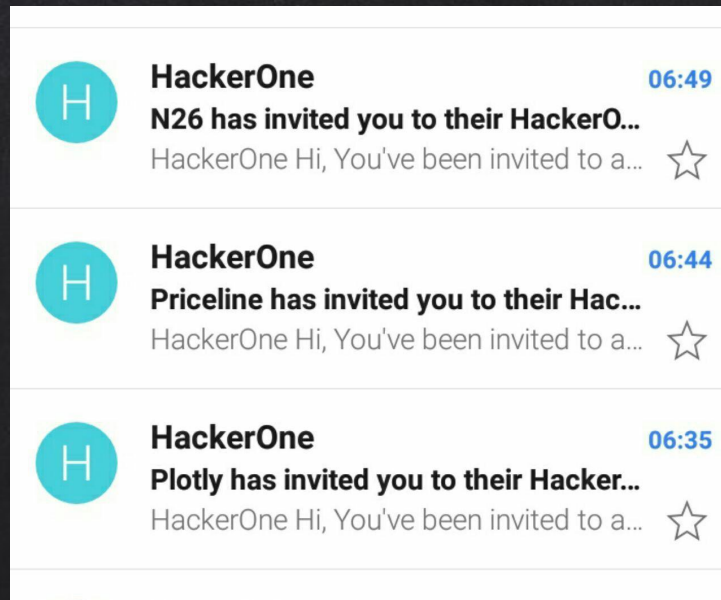 H
HackerOne 06:49
N26 has invited you to their HackerO...
HackerOne Hi, You've been invited to a...
H
HackerOne 06:44
Priceline has invited you to their Hac...
HackerOne Hi, You've been invited to a...
H
HackerOne 06:35
Plotly has invited you to their Hacker...
HackerOne Hi, You've been invited to a...